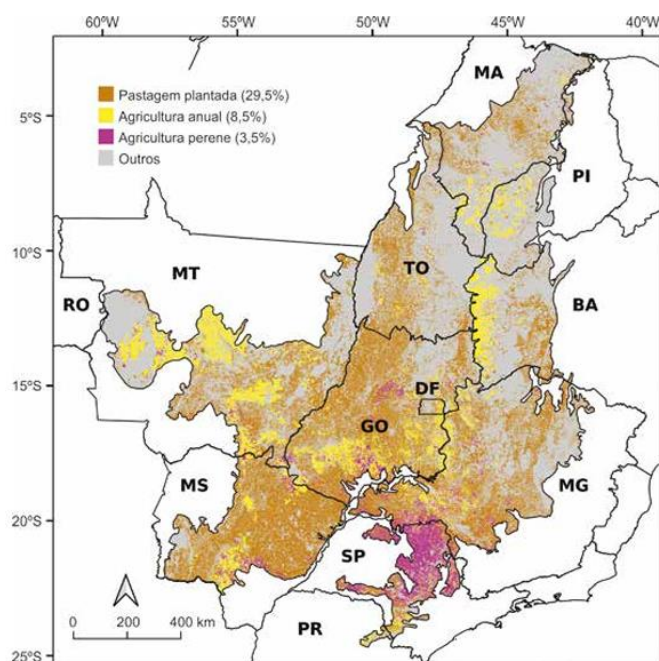 60ºW 55ºW 50ºW 45ºW 40ºW
Pastagem plantada (29,5%)
Agricultura anual (8,5%)
Agricultura perene (3,5%)
Outros
MA
5ºS
PI
10ºS
MT
TO
RO
BA
15ºS
DF
GO
MS
MG
20ºS
SP
0 200 400 km
PR
25ºS